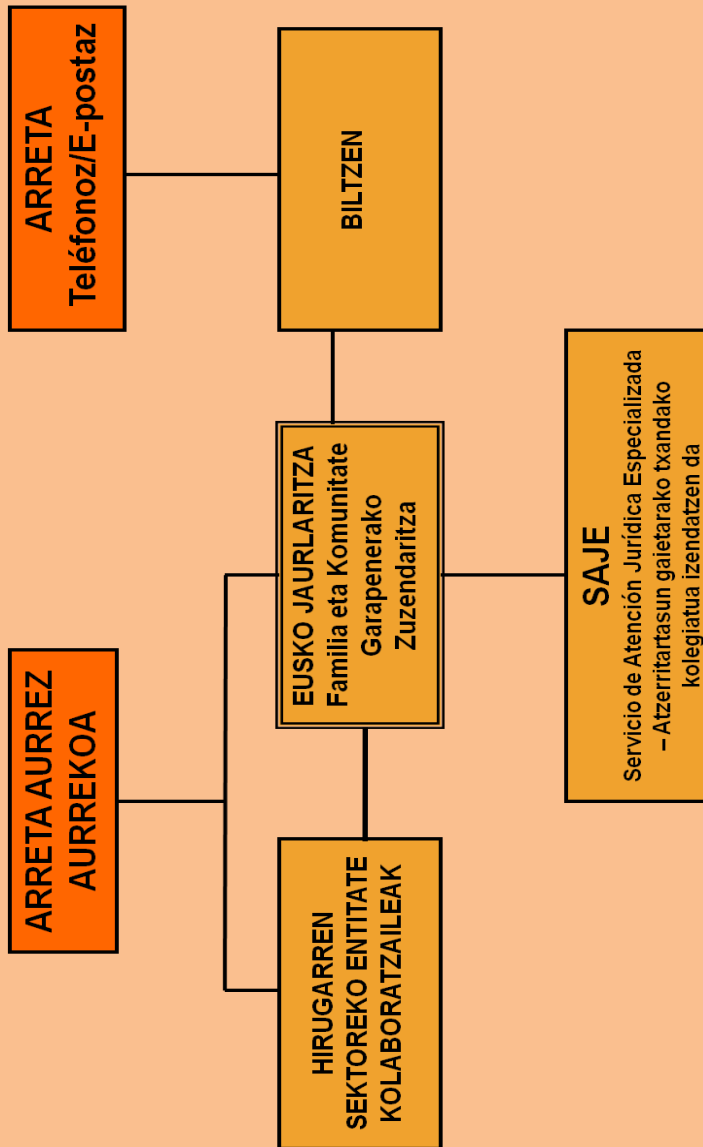 ARRETA AURREZ
AURREKOA
ARRETA
Teléfonoz/E-postaz
HIRUGARREN
SEKTOREKO ENTITATE
KOLABORATZAILEAK
EUSKO JAURLARITZA
Familia eta Komunitate
Garapenerako
Zuzendaritza
BILTZEN
SAJE
Servicio de Atención Jurídica Especializada
– Atzerritartasun gaietarako txandako
kolegiatua izendatzen da